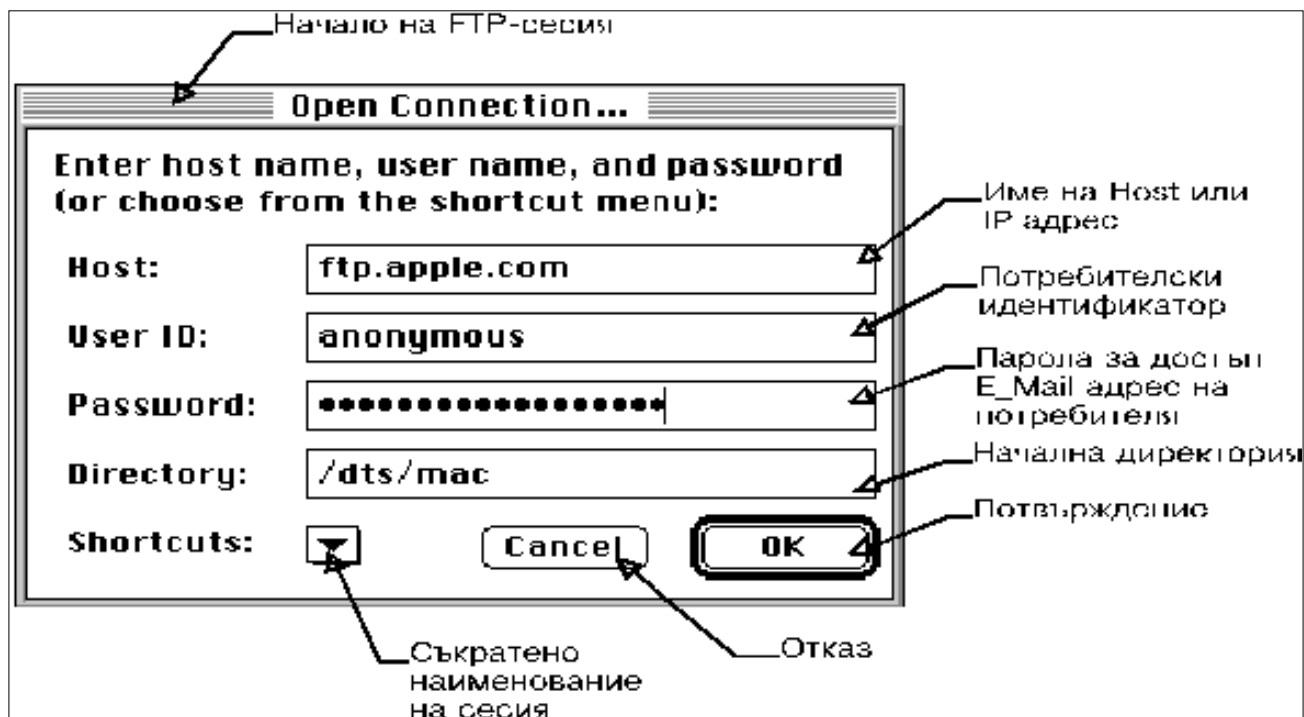 Начало на FTP-сесия
Open Connection...
Enter host name, user name, and password
(or choose from the shortcut menu):
Име на Host или
IP адрес
Host: ftp.apple.com
Потребителски
идентификатор
User ID: anonymous
Парола за достъп
E_Mail адрес на
потребителя
Password: ●●●●●●●●●●●●●●●●●●
Начална директория
Directory: /dts/mac
Потвърждение
Shortcuts: Cancel OK
Отказ
Съкратено
наименование
на сесия